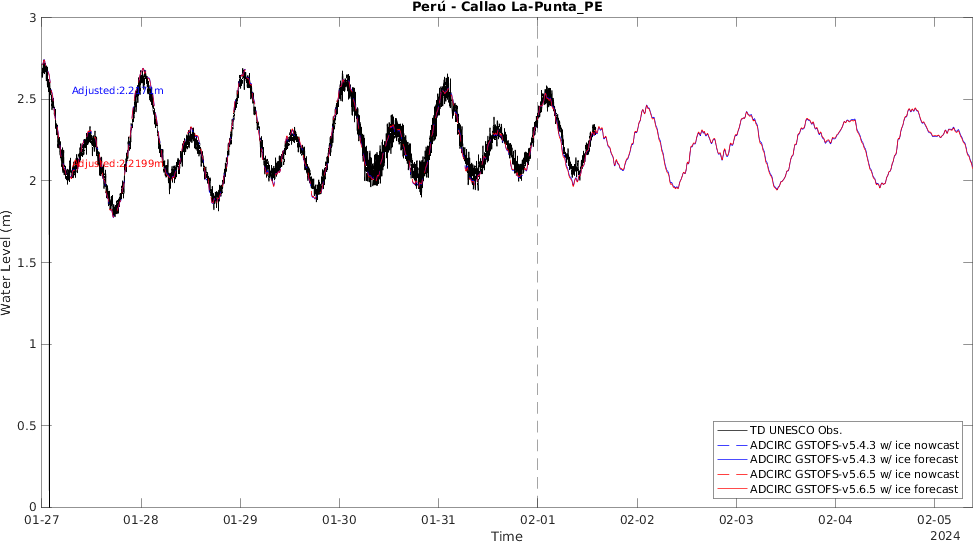 Perú - Callao La-Punta_PE
3
2.5
2
1.5
1
0.5
0
Water Level (m)
Adjusted:2.2199m
01-27
01-28
01-29
01-30
01-31
02-01
02-02
02-03
02-04
02-05
Time
2024
TD UNESCO Obs.
ADCIRC GSTOFS-v5.4.3 w/ ice nowcast
ADCIRC GSTOFS-v5.4.3 w/ ice forecast
ADCIRC GSTOFS-v5.6.5 w/ ice nowcast
ADCIRC GSTOFS-v5.6.5 w/ ice forecast